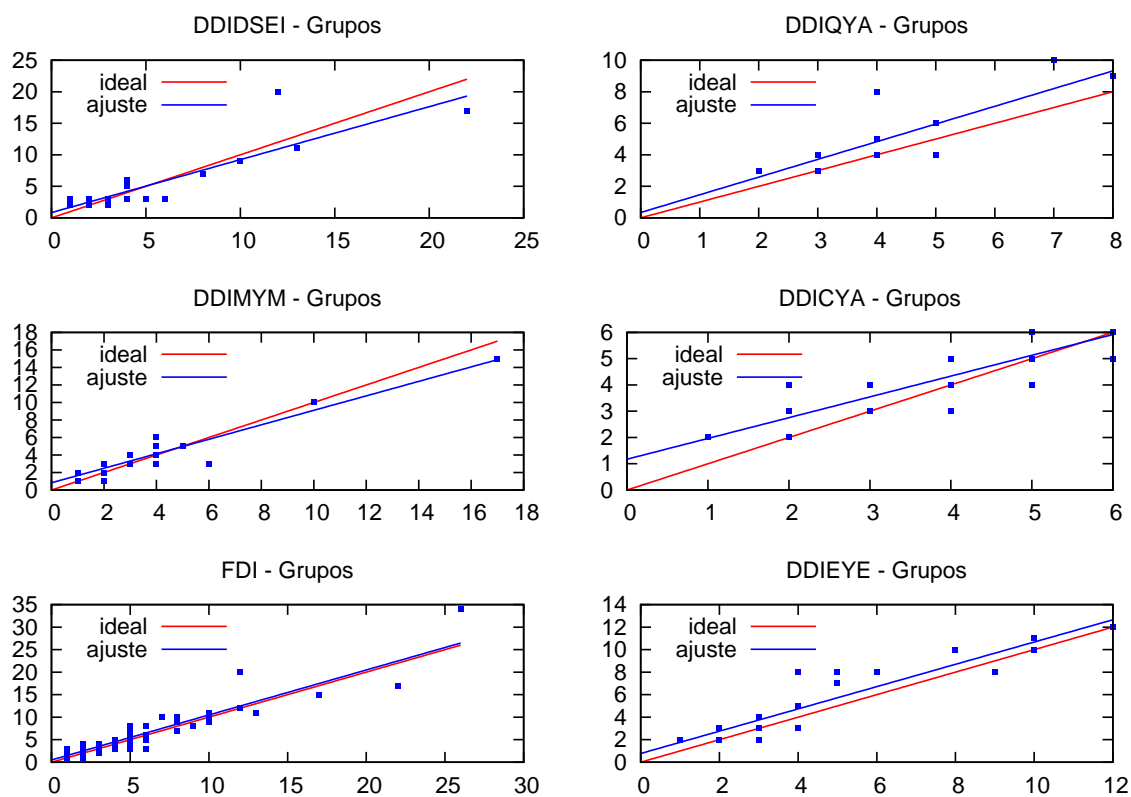 DDIDSEI - Grupos
25
20
15
10
5
0
ideal
ajuste
0 5 10 15 20 25
DDIQYA - Grupos
10
8
6
4
2
0
ideal
ajuste
0 1 2 3 4 5 6 7 8
DDIMYM - Grupos
18
16
14
12
10
8
6
4
2
0
ideal
ajuste
0 2 4 6 8 10 12 14 16 18
DDICYA - Grupos
6
5
4
3
2
1
0
ideal
ajuste
0 1 2 3 4 5 6
FDI - Grupos
35
30
25
20
15
10
5
0
ideal
ajuste
0 5 10 15 20 25 30
DDIEYE - Grupos
14
12
10
8
6
4
2
0
ideal
ajuste
0 2 4 6 8 10 12